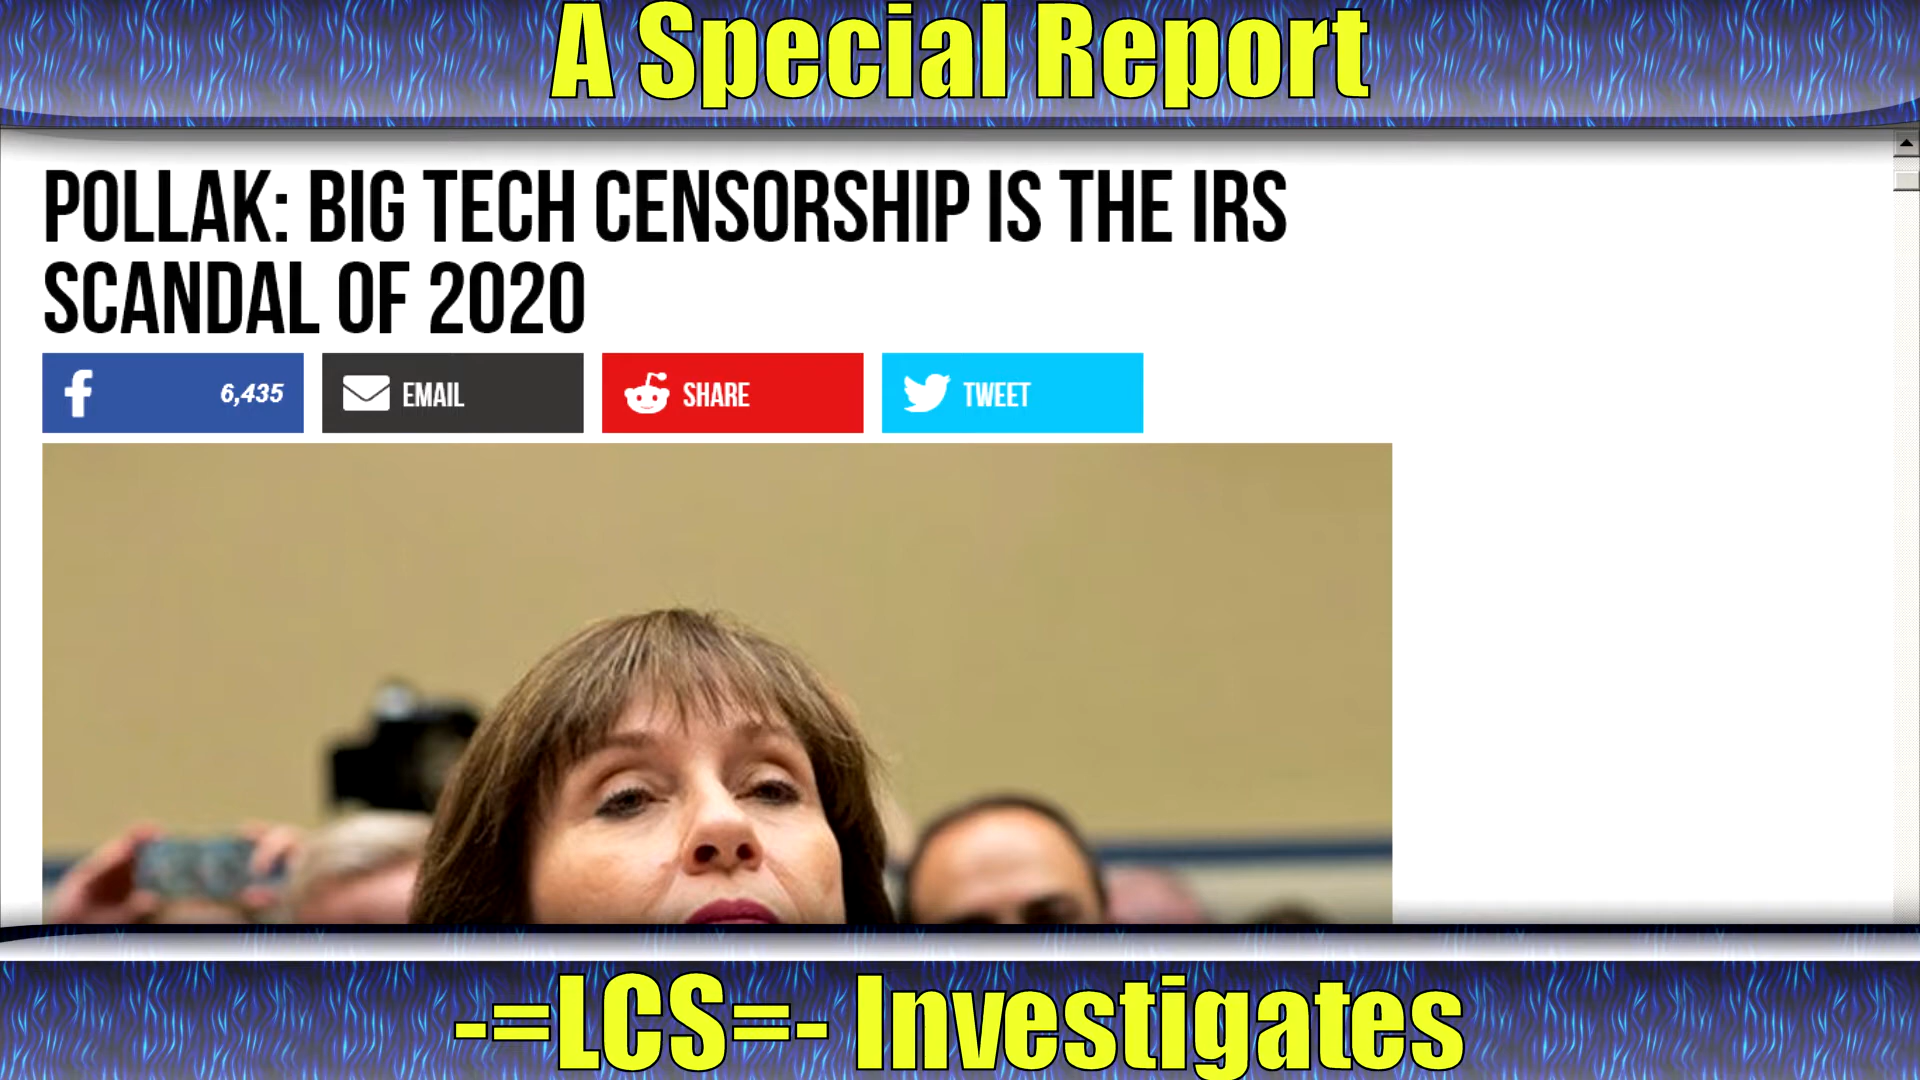 A Special Report
POLLAK: BIG TECH CENSORSHIP IS THE IRS
SCANDAL OF 2020
6,435 EMAIL SHARE TWEET
-=LCS=- Investigates